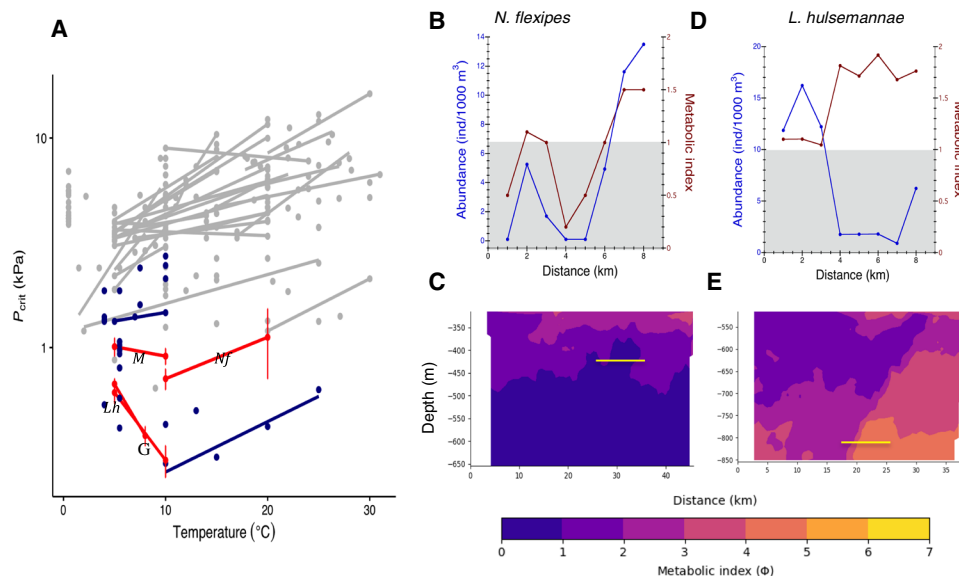 A
P_crit (kPa)
10
1
M
Nf
Lh
G
0 10 20 30
Temperature (°C)
B
N. flexipes
Abundance (ind/1000 m³)
14
12
10
8
6
4
2
0
Metabolic index
2
1.5
1
0.5
0
0 2 4 6 8
Distance (km)
D
L. hulsemannae
Abundance (ind/1000 m³)
20
15
10
5
0
Metabolic index
2
1.5
1
0.5
0
0 2 4 6 8
Distance (km)
C
Depth (m)
−350
−400
−450
−500
−550
−600
−650
0 10 20 30 40
E
−550
−600
−650
−700
−750
−800
−850
0 5 10 15 20 25 30 35
Distance (km)
0 1 2 3 4 5 6 7
Metabolic index (Φ)